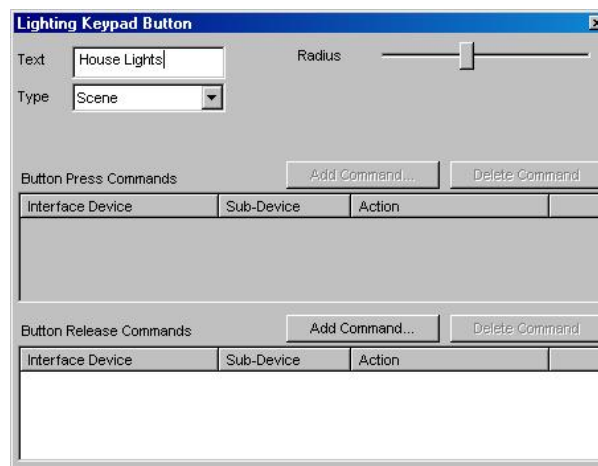 Lighting Keypad Button
Text House Lights Radius
Type Scene
Button Press Commands Add Command... Delete Command
Interface Device Sub-Device Action
Button Release Commands Add Command... Delete Command
Interface Device Sub-Device Action